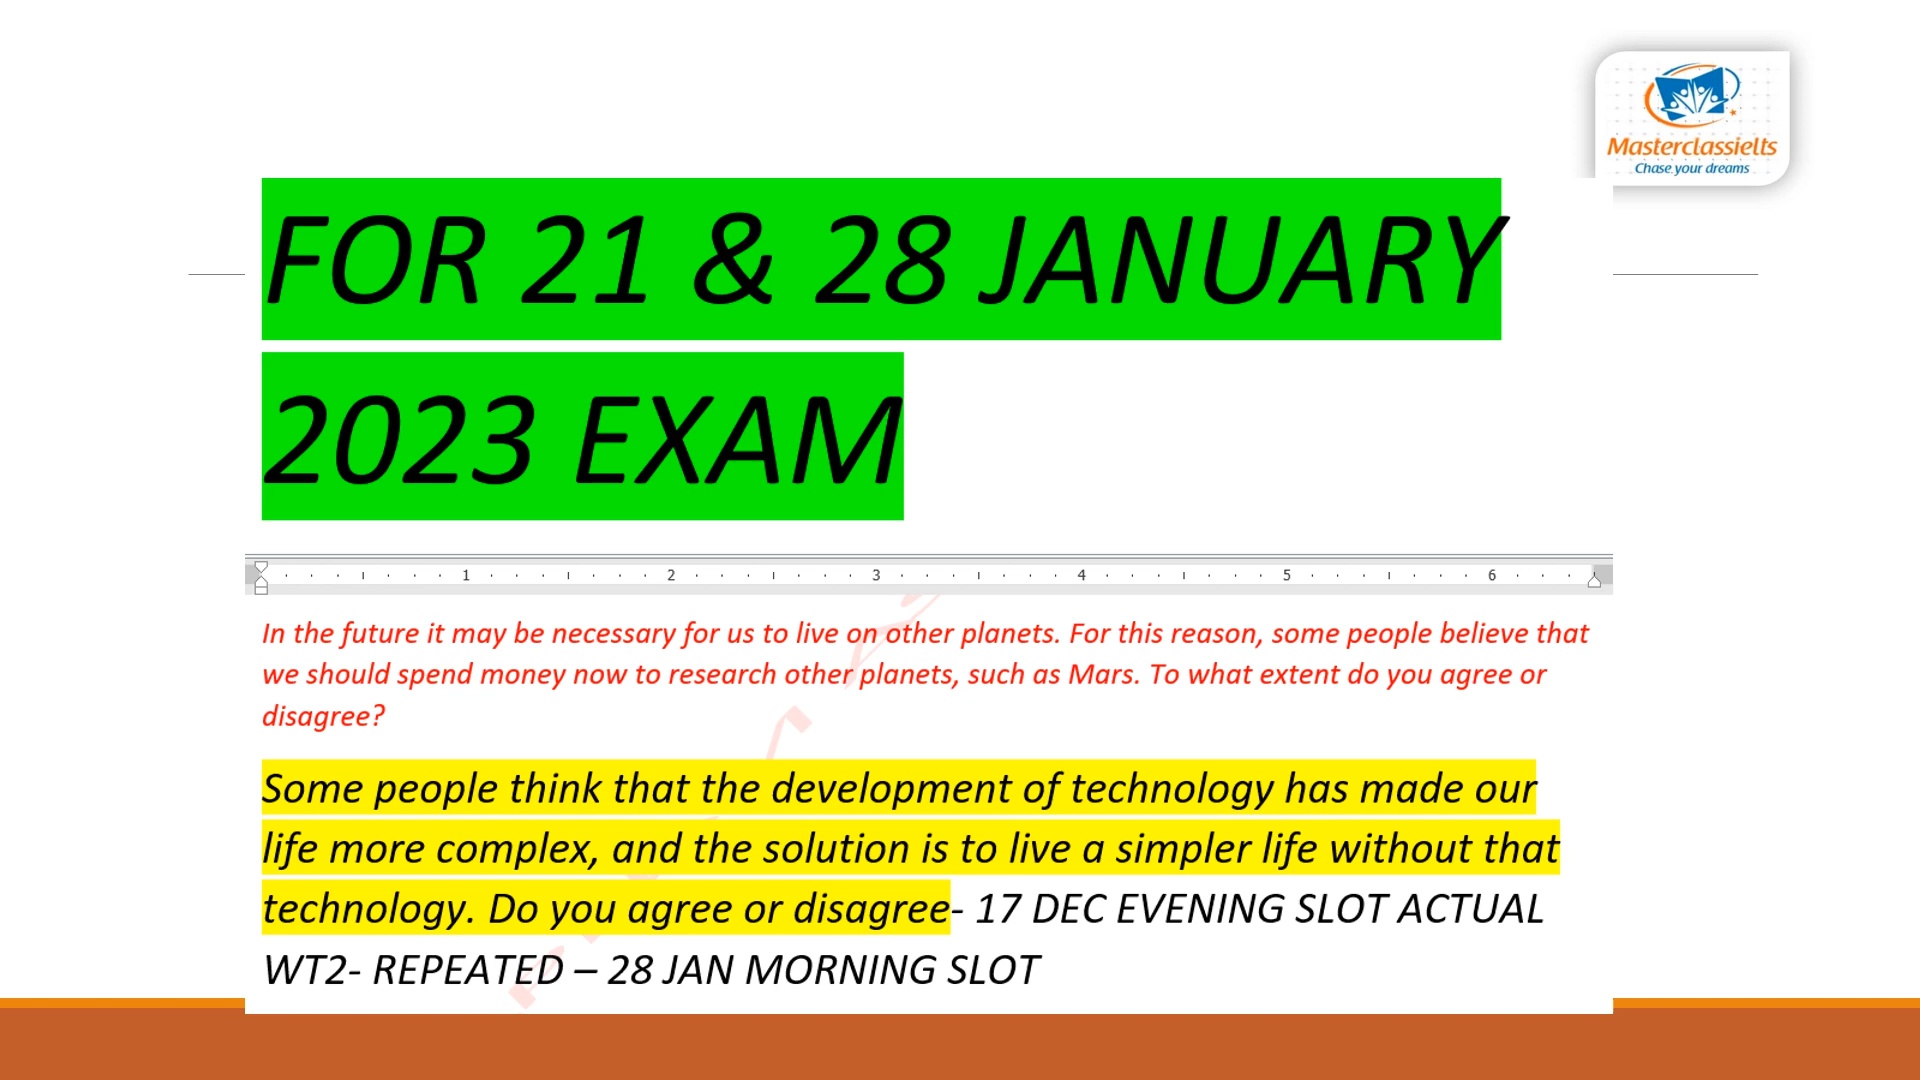 Masterclassielts
Chase your dreams
FOR 21 & 28 JANUARY
2023 EXAM
1 2 3 4 5 6
In the future it may be necessary for us to live on other planets. For this reason, some people believe that
we should spend money now to research other planets, such as Mars. To what extent do you agree or
disagree?
Some people think that the development of technology has made our
life more complex, and the solution is to live a simpler life without that
technology. Do you agree or disagree- 17 DEC EVENING SLOT ACTUAL
WT2- REPEATED – 28 JAN MORNING SLOT